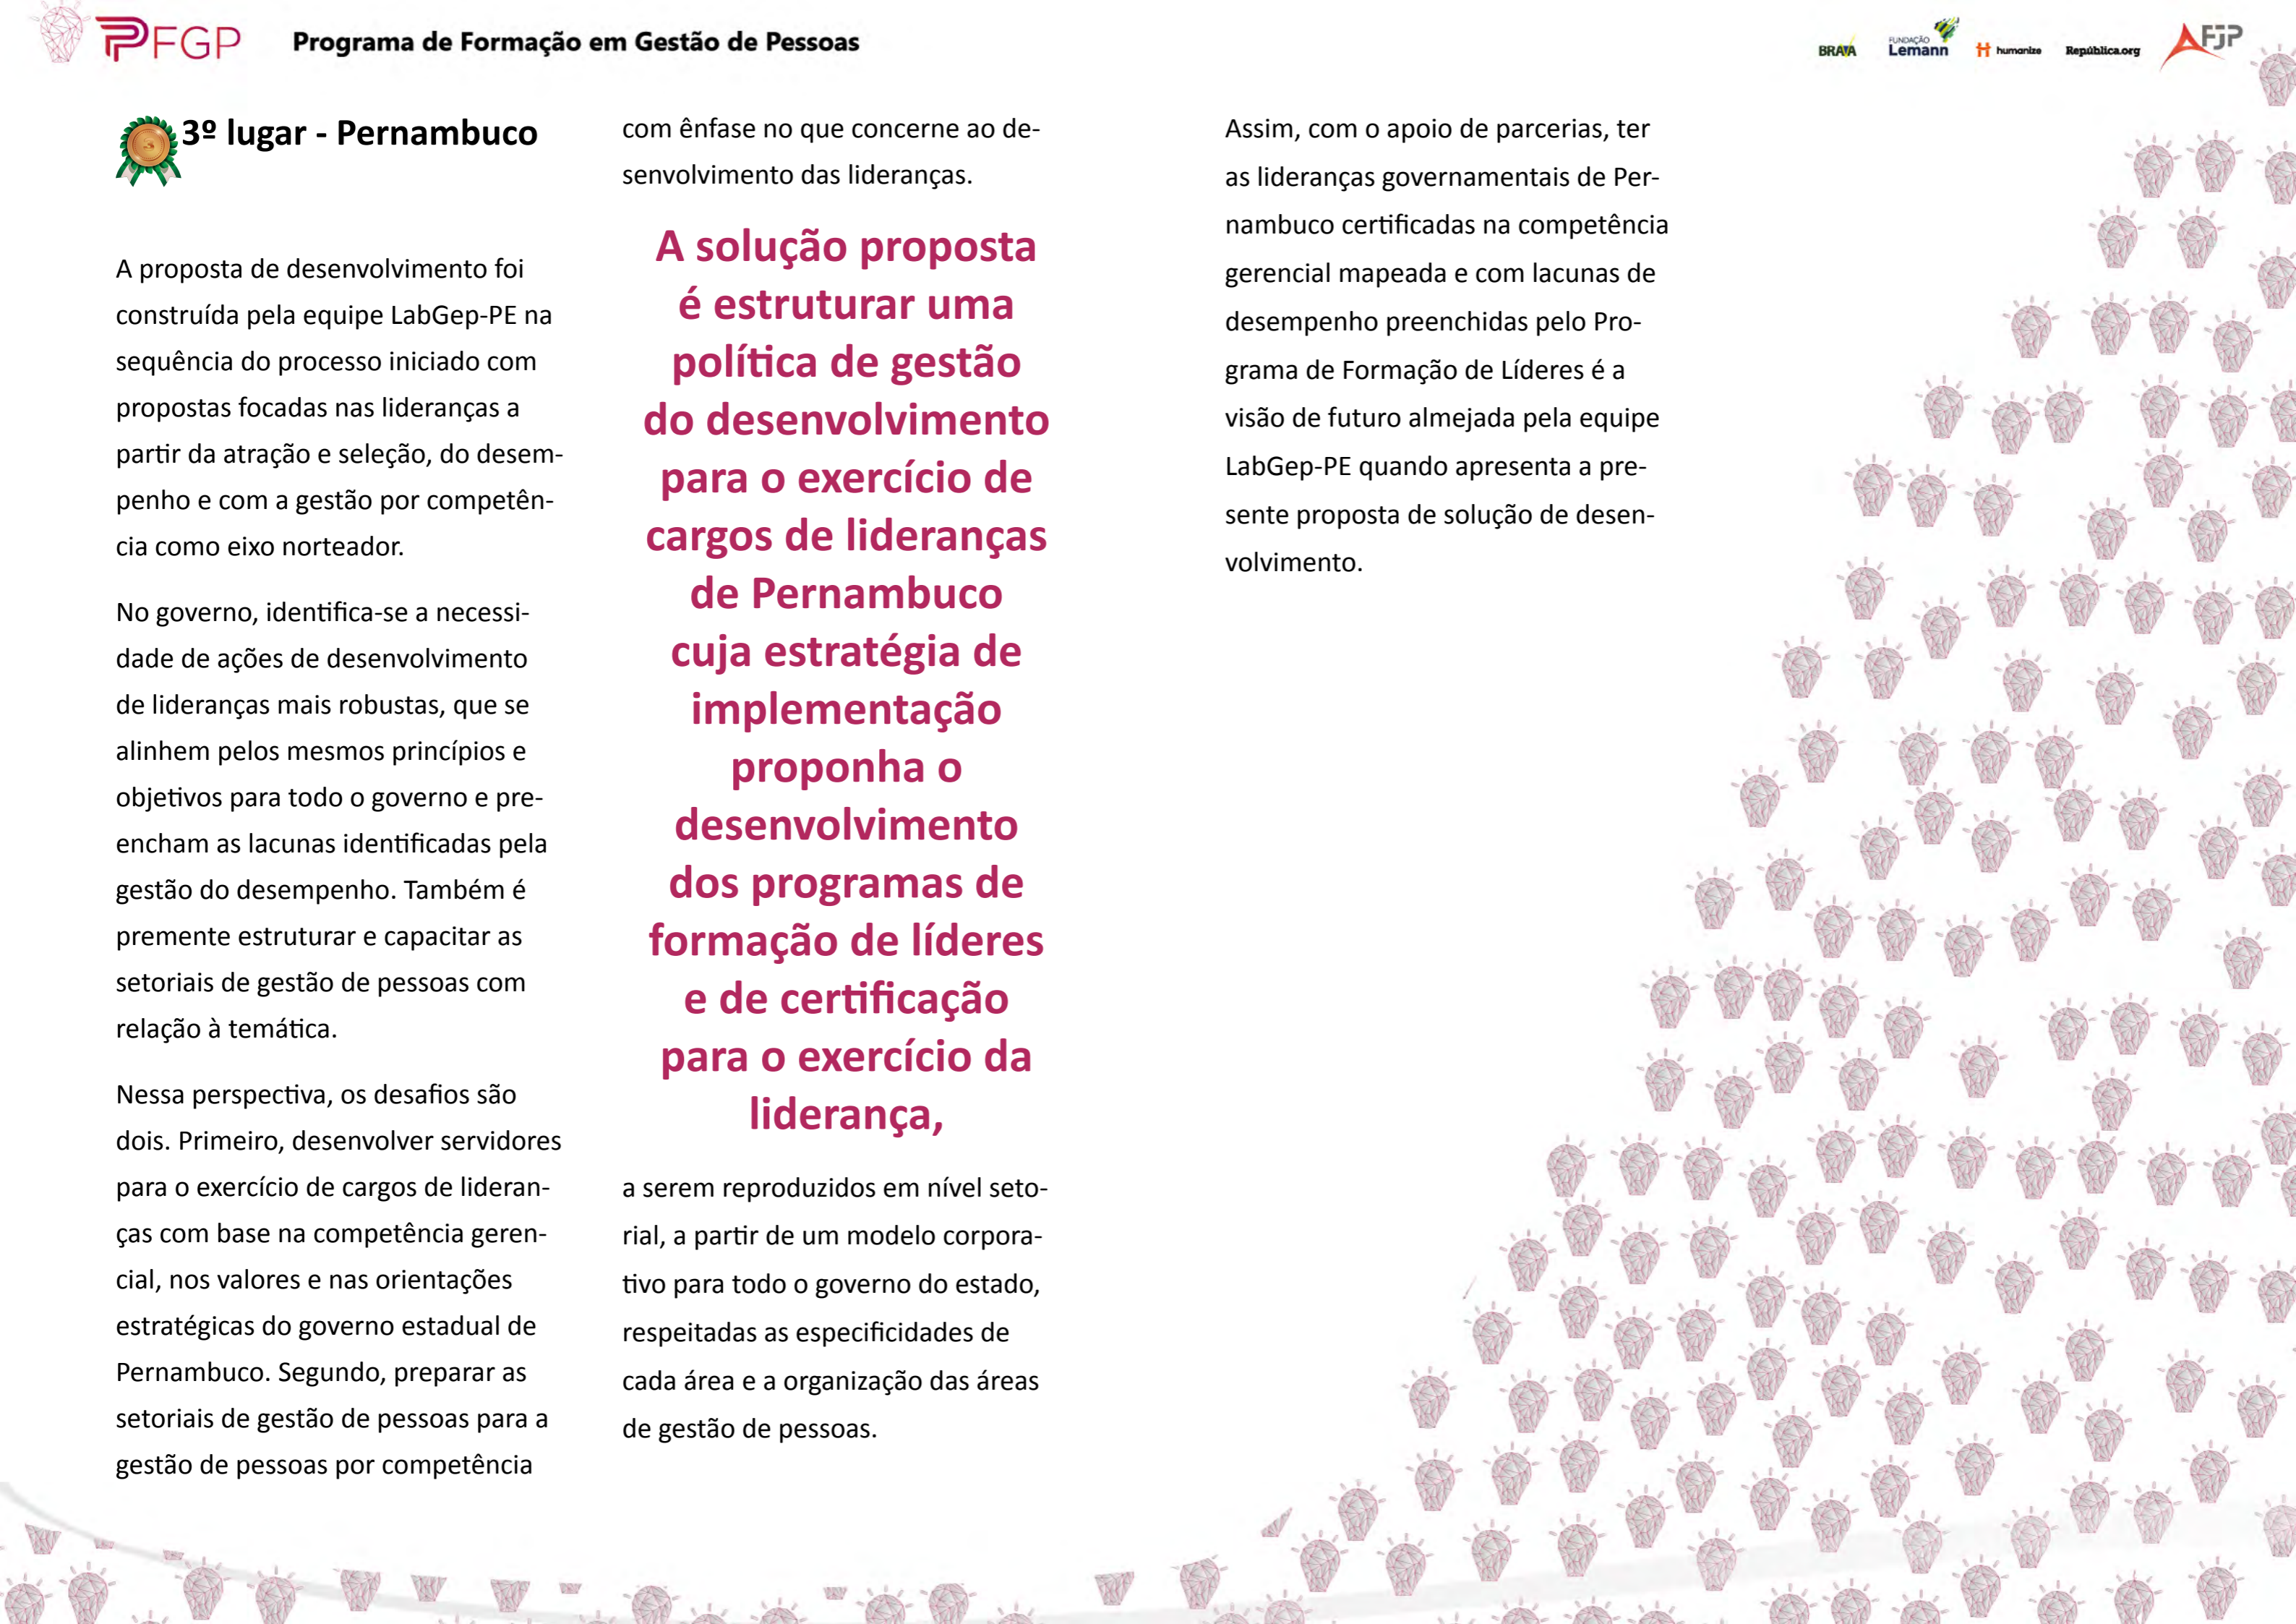 PFGP
Programa de Formação em Gestão de Pessoas
BRAVA
FUNDAÇÃO
Lemann
humanize
República.org
FJP
3º lugar - Pernambuco
A proposta de desenvolvimento foi
construída pela equipe LabGep-PE na
sequência do processo iniciado com
propostas focadas nas lideranças a
partir da atração e seleção, do desem-
penho e com a gestão por competên-
cia como eixo norteador.
No governo, identifica-se a necessi-
dade de ações de desenvolvimento
de lideranças mais robustas, que se
alinhem pelos mesmos princípios e
objetivos para todo o governo e pre-
encham as lacunas identificadas pela
gestão do desempenho. Também é
premente estruturar e capacitar as
setoriais de gestão de pessoas com
relação à temática.
Nessa perspectiva, os desafios são
dois. Primeiro, desenvolver servidores
para o exercício de cargos de lideran-
ças com base na competência geren-
cial, nos valores e nas orientações
estratégicas do governo estadual de
Pernambuco. Segundo, preparar as
setoriais de gestão de pessoas para a
gestão de pessoas por competência
com ênfase no que concerne ao de-
senvolvimento das lideranças.
A solução proposta
é estruturar uma
política de gestão
do desenvolvimento
para o exercício de
cargos de lideranças
de Pernambuco
cuja estratégia de
implementação
proponha o
desenvolvimento
dos programas de
formação de líderes
e de certificação
para o exercício da
liderança,
a serem reproduzidos em nível seto-
rial, a partir de um modelo corpora-
tivo para todo o governo do estado,
respeitadas as especificidades de
cada área e a organização das áreas
de gestão de pessoas.
Assim, com o apoio de parcerias, ter
as lideranças governamentais de Per-
nambuco certificadas na competência
gerencial mapeada e com lacunas de
desempenho preenchidas pelo Pro-
grama de Formação de Líderes é a
visão de futuro almejada pela equipe
LabGep-PE quando apresenta a pre-
sente proposta de solução de desen-
volvimento.